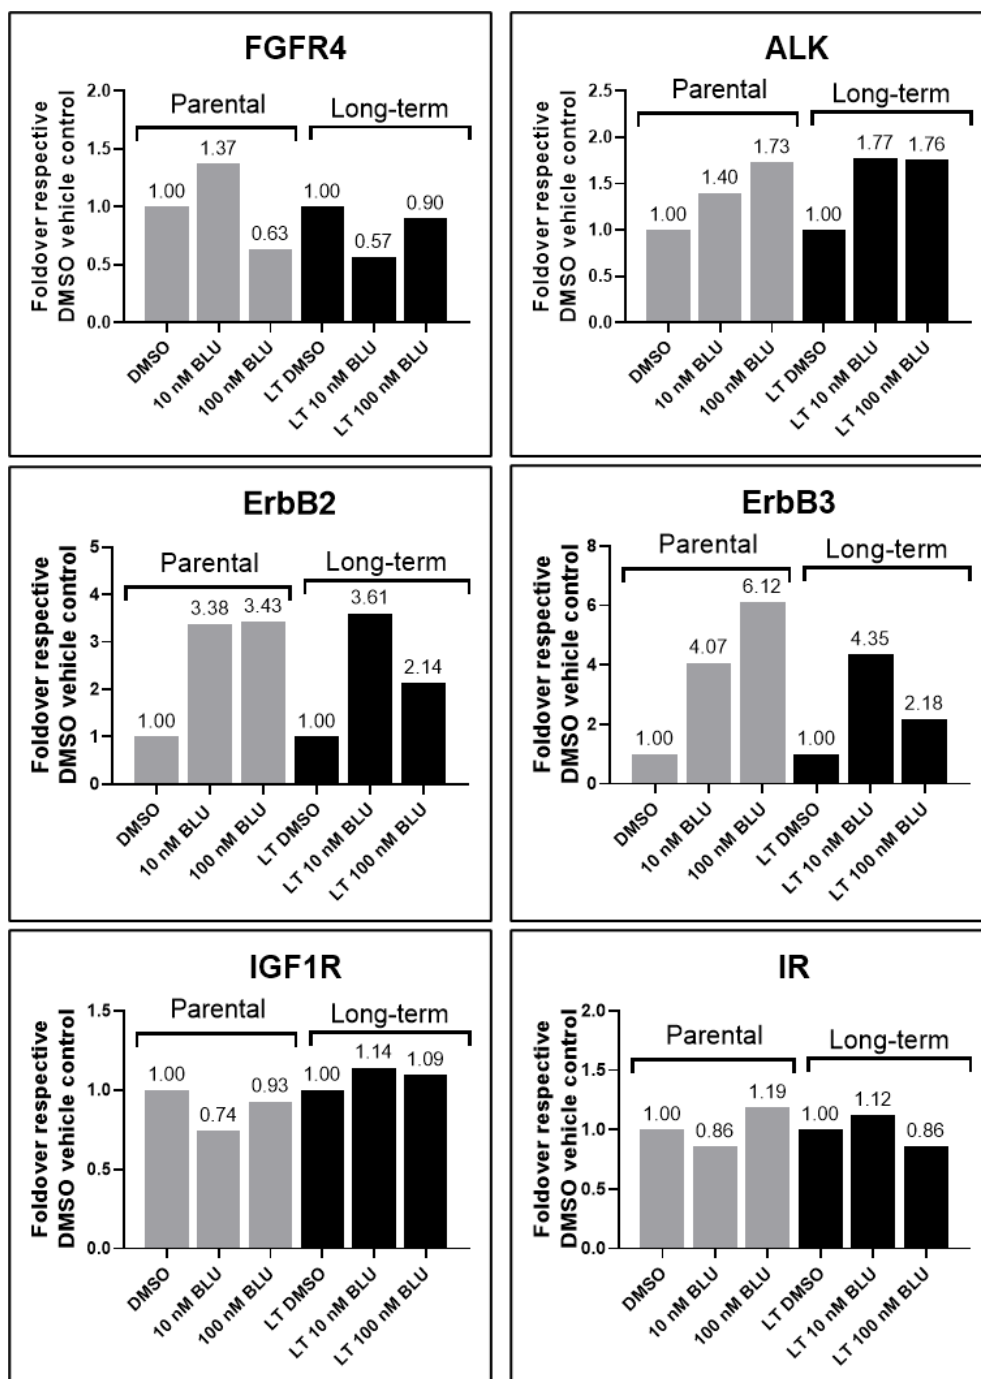 FGFR4
Foldover respective
DMSO vehicle control
2.0
1.5
1.0
0.5
0.0
Parental
Long-term
1.00
1.37
0.63
1.00
0.57
0.90
DMSO
10 nM BLU
100 nM BLU
LT DMSO
LT 10 nM BLU
LT 100 nM BLU
ALK
Foldover respective
DMSO vehicle control
2.5
2.0
1.5
1.0
0.5
0.0
Parental
Long-term
1.00
1.40
1.73
1.00
1.77
1.76
DMSO
10 nM BLU
100 nM BLU
LT DMSO
LT 10 nM BLU
LT 100 nM BLU
ErbB2
Foldover respective
DMSO vehicle control
5
4
3
2
1
0
Parental
Long-term
1.00
3.38
3.43
1.00
3.61
2.14
DMSO
10 nM BLU
100 nM BLU
LT DMSO
LT 10 nM BLU
LT 100 nM BLU
ErbB3
Foldover respective
DMSO vehicle control
8
6
4
2
0
Parental
Long-term
1.00
4.07
6.12
1.00
4.35
2.18
DMSO
10 nM BLU
100 nM BLU
LT DMSO
LT 10 nM BLU
LT 100 nM BLU
IGF1R
Foldover respective
DMSO vehicle control
1.5
1.0
0.5
0.0
Parental
Long-term
1.00
0.74
0.93
1.00
1.14
1.09
DMSO
10 nM BLU
100 nM BLU
LT DMSO
LT 10 nM BLU
LT 100 nM BLU
IR
Foldover respective
DMSO vehicle control
2.0
1.5
1.0
0.5
0.0
Parental
Long-term
1.00
0.86
1.19
1.00
1.12
0.86
DMSO
10 nM BLU
100 nM BLU
LT DMSO
LT 10 nM BLU
LT 100 nM BLU